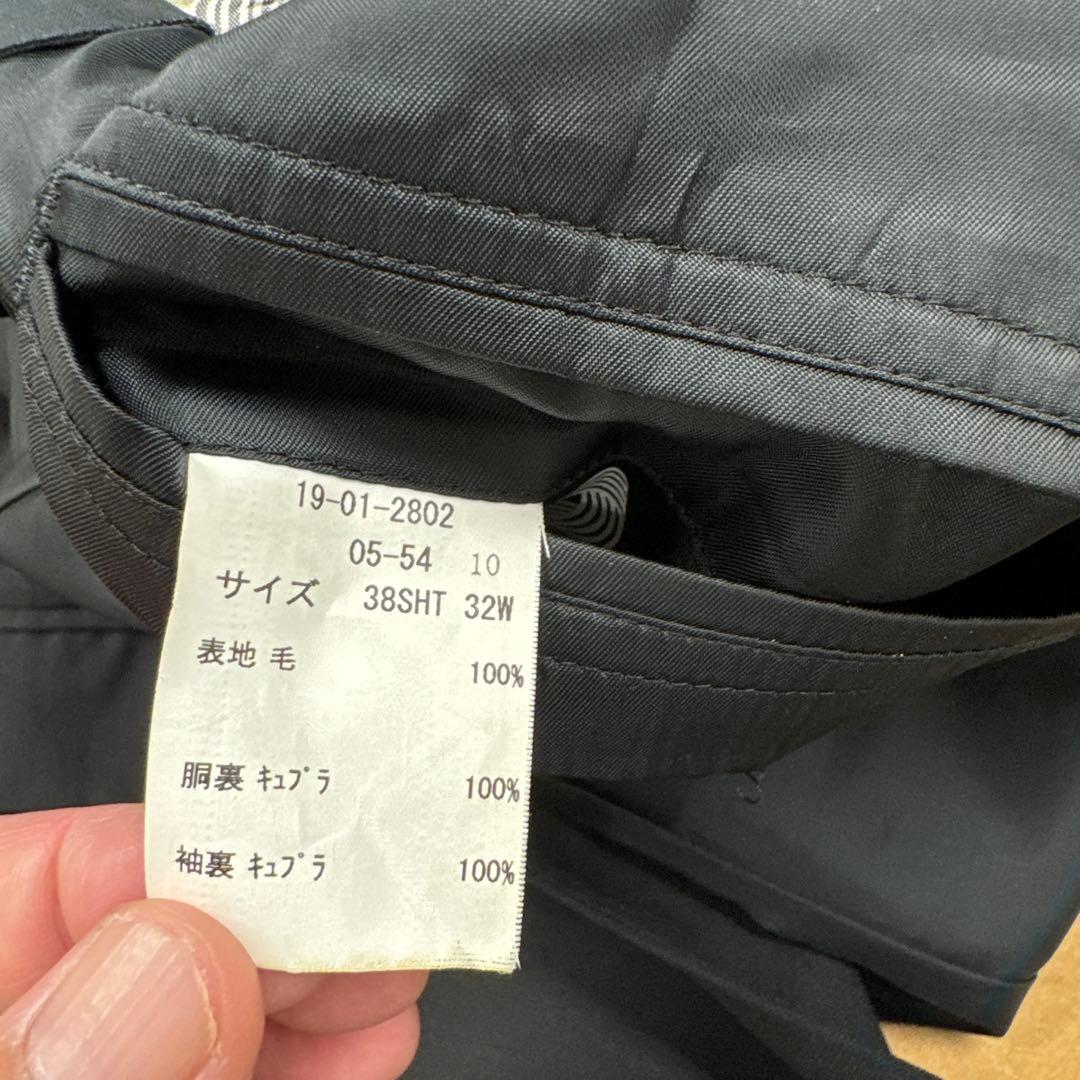 19-01-2802
05-54 10
サイズ 38SHT 32W
表地 毛 100%
胴裏 ｷｭﾌﾟﾗ 100%
袖裏 ｷｭﾌﾟﾗ 100%